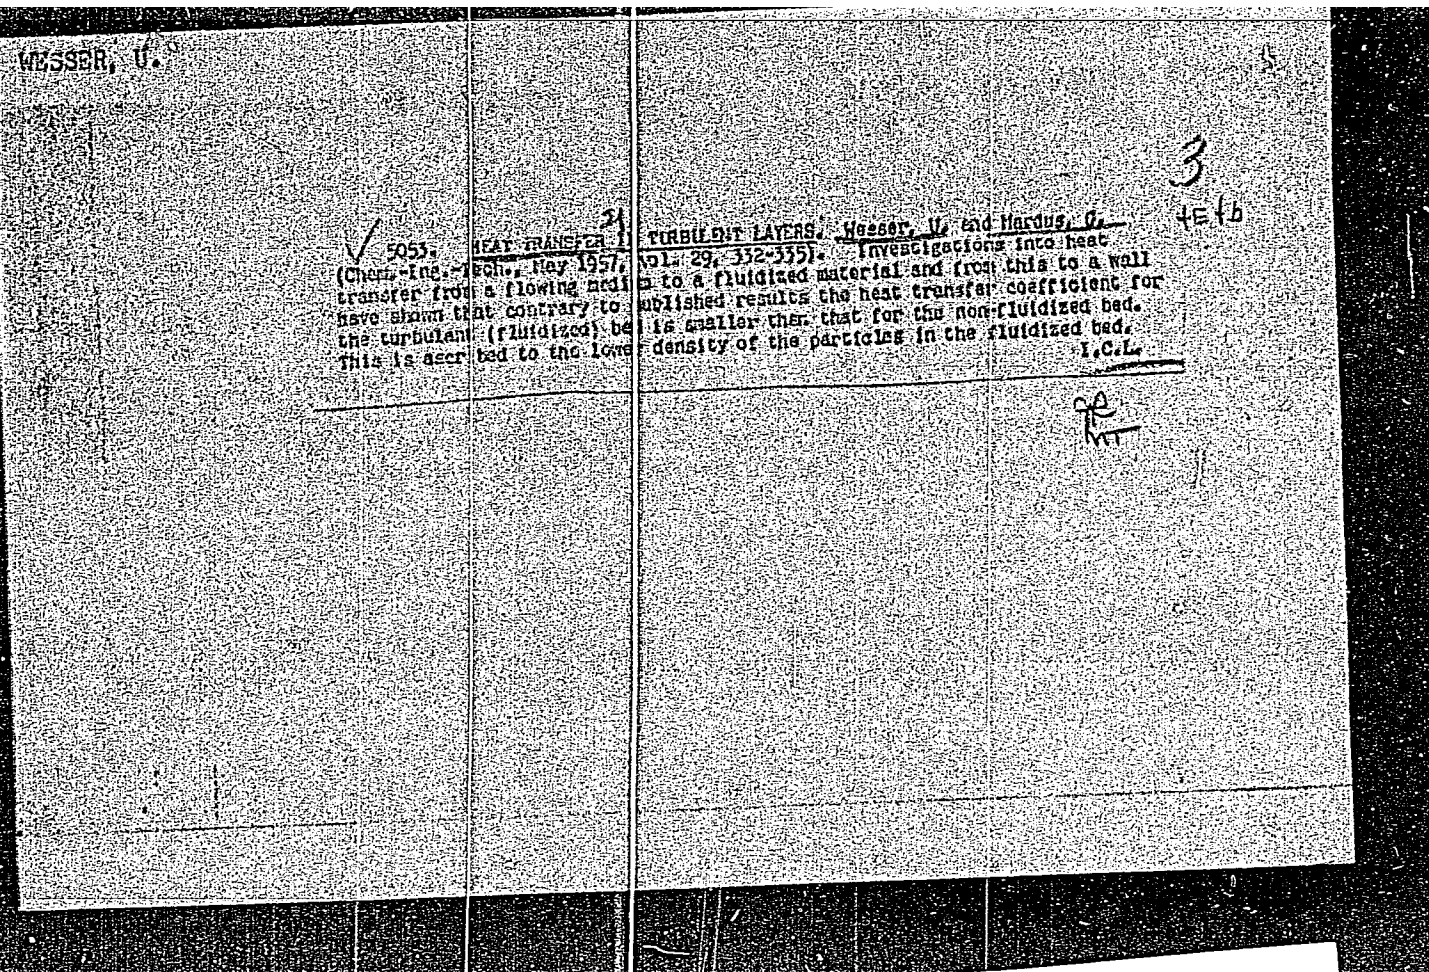 WESSER, U.
3
4E4b
5053. HEAT TRANSFER IN TURBULENT LAYERS. Wesser, U. and Mardus, G.
(Chem.-Ing.-Tech., May 1957, vol. 29, 332-335). Investigations into heat
transfer from a flowing medium to a fluidized material and from this to a wall
have shown that contrary to published results the heat transfer coefficient for
the turbulant (fluidized) bed is smaller than that for the non-fluidized bed.
This is ascribed to the lower density of the particles in the fluidized bed.
I.C.L.